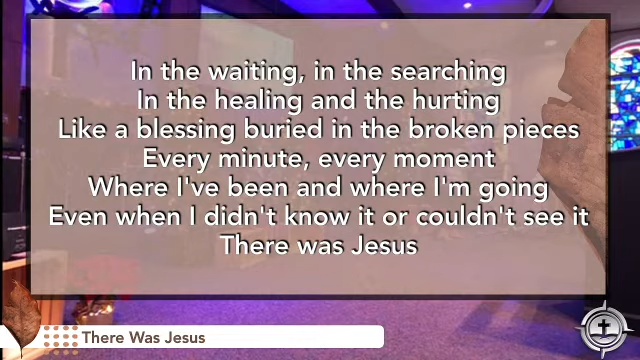 In the waiting, in the searching
In the healing and the hurting
Like a blessing buried in the broken pieces
Every minute, every moment
Where I've been and where I'm going
Even when I didn't know it or couldn't see it
There was Jesus
There Was Jesus